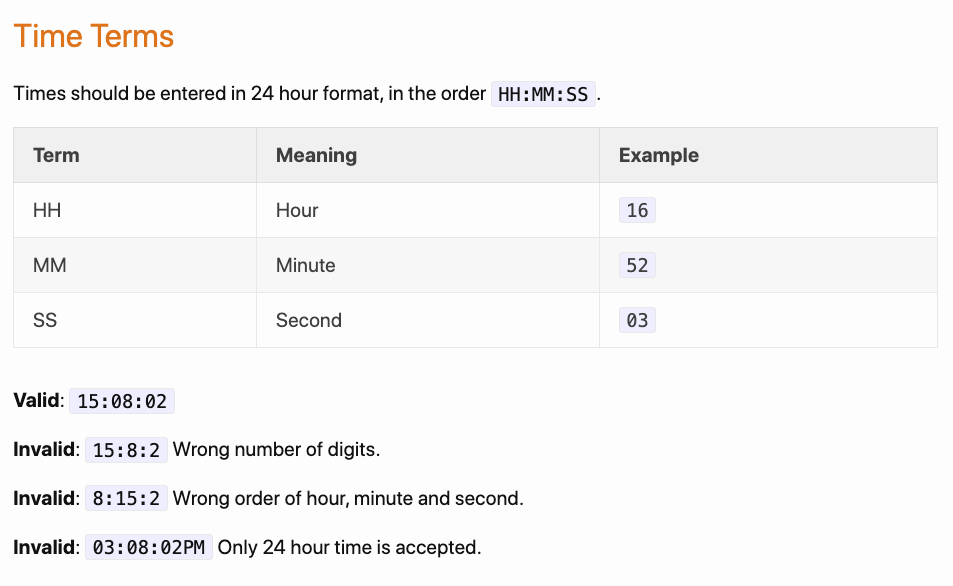 Time Terms
Times should be entered in 24 hour format, in the order HH:MM:SS.
Term Meaning Example
HH Hour 16
MM Minute 52
SS Second 03
Valid: 15:08:02
Invalid: 15:8:2 Wrong number of digits.
Invalid: 8:15:2 Wrong order of hour, minute and second.
Invalid: 03:08:02PM Only 24 hour time is accepted.